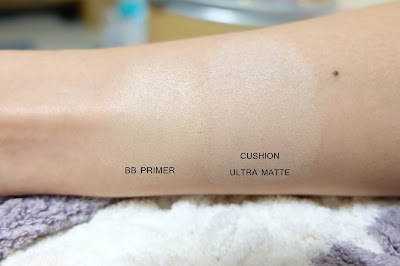 BB PRIMER
CUSHION
ULTRA MATTE